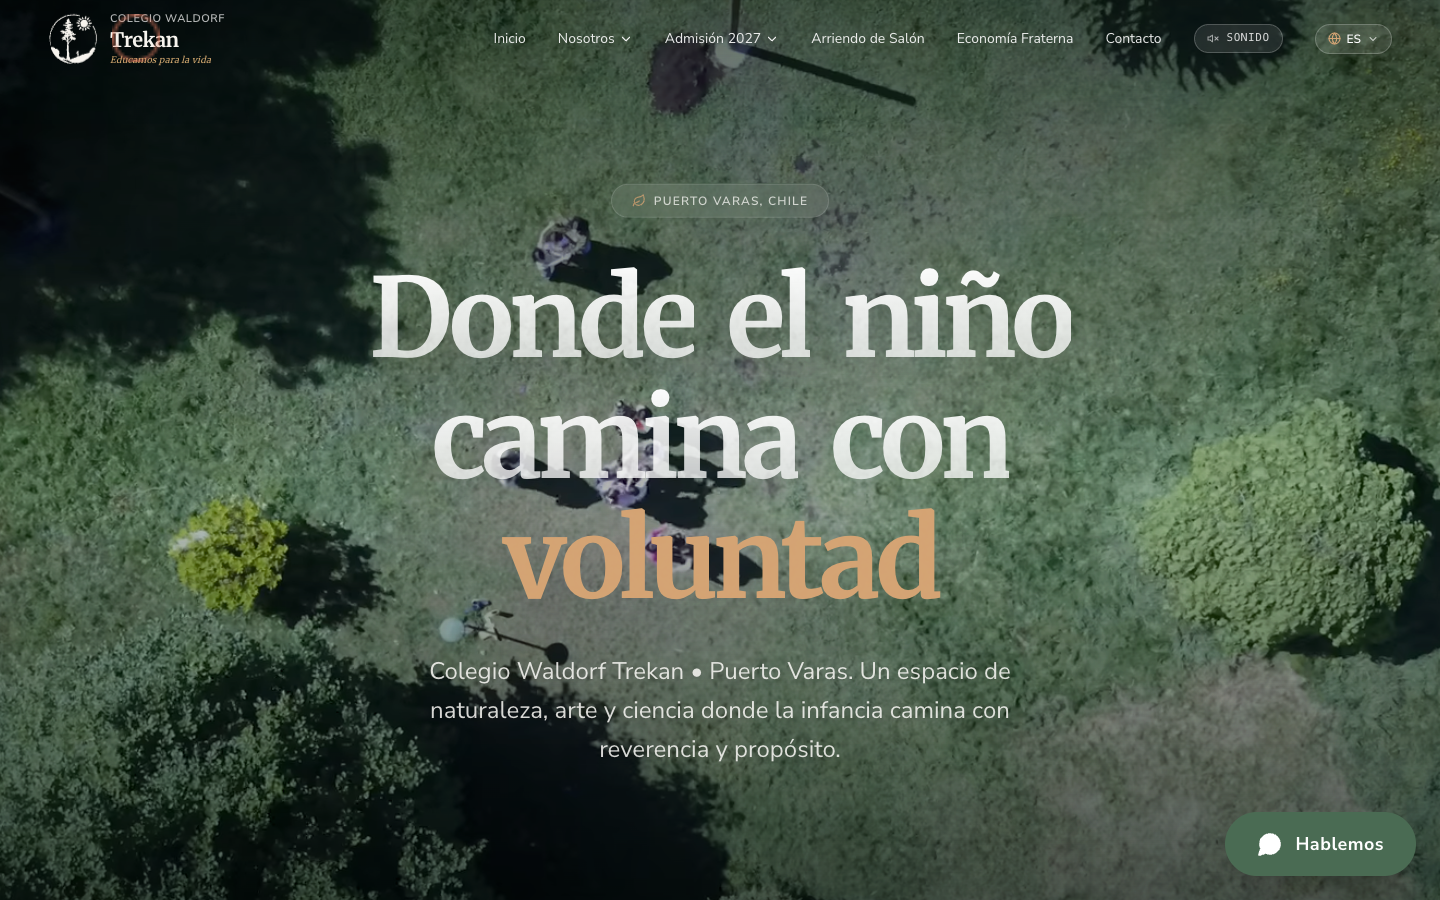 COLEGIO WALDORF
Trekan
Educamos para la vida
Inicio
Nosotros
Admisión 2027
Arriendo de Salón
Economía Fraterna
Contacto
SONIDO
ES
PUERTO VARAS, CHILE
Donde el niño
camina con
voluntad
Colegio Waldorf Trekan • Puerto Varas. Un espacio de
naturaleza, arte y ciencia donde la infancia camina con
reverencia y propósito.
Hablemos